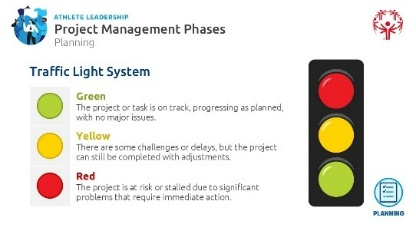 ATHLETE LEADERSHIP
Project Management Phases
Planning
Traffic Light System
Green
The project or task is on track, progressing as planned,
with no major issues.
Yellow
There are some challenges or delays, but the project
can still be completed with adjustments.
Red
The project is at risk or stalled due to significant
problems that require immediate action.
PLANNING